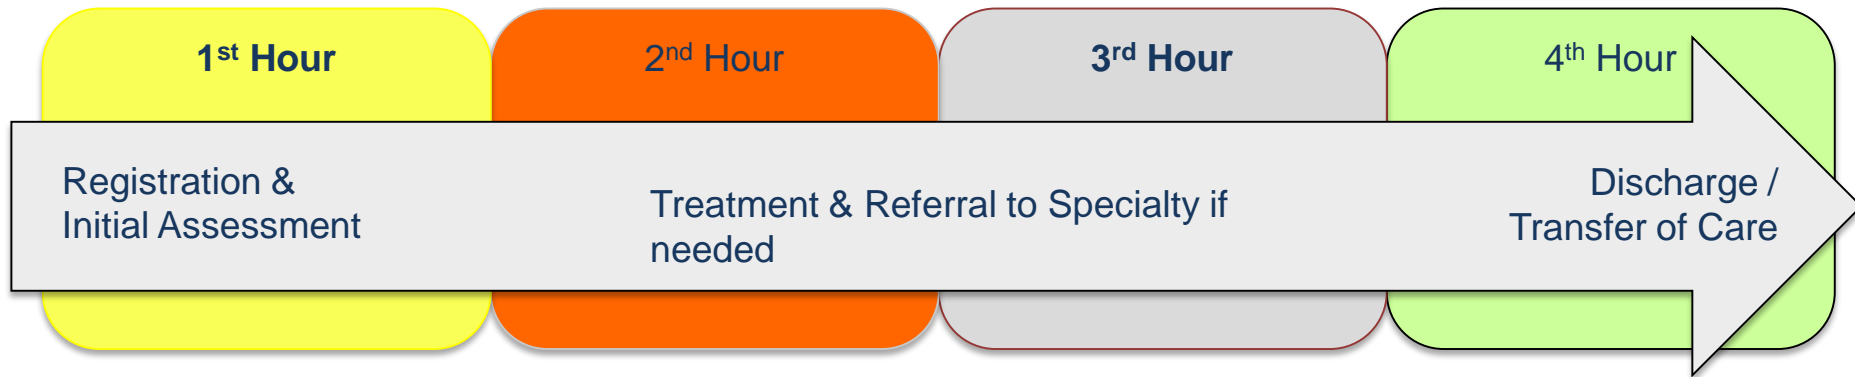 1st Hour
2nd Hour
3rd Hour
4th Hour
Registration &
Initial Assessment
Treatment & Referral to Specialty if
needed
Discharge /
Transfer of Care